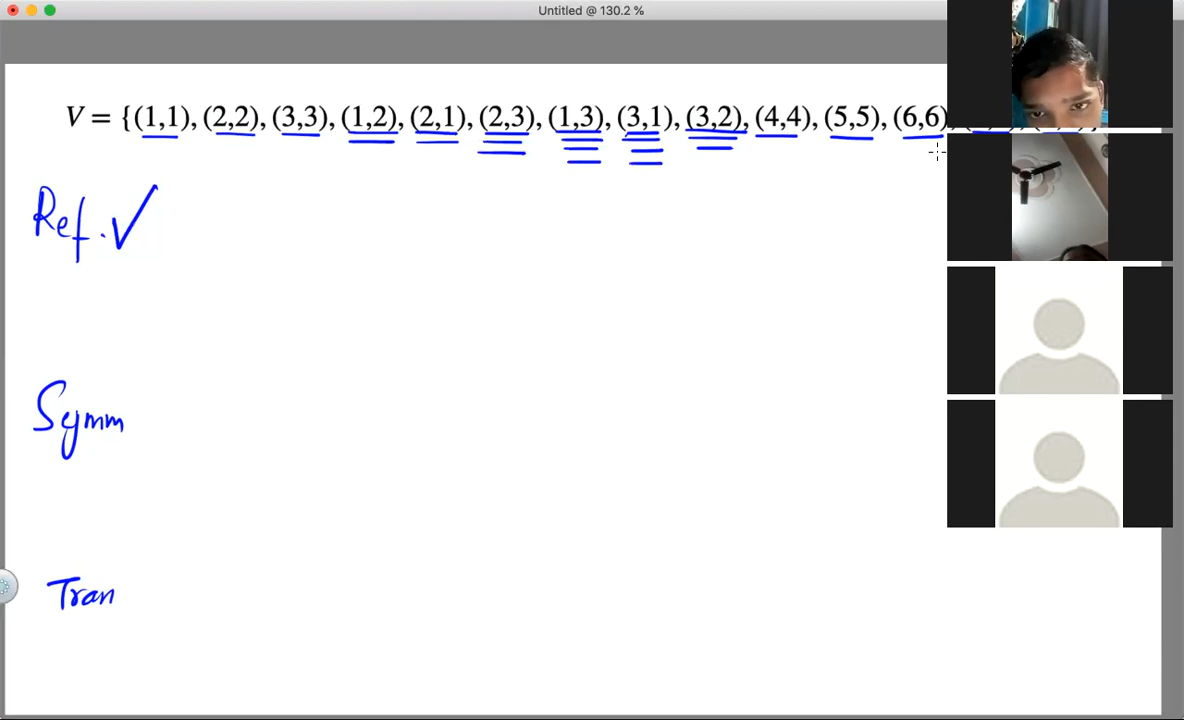 Untitled @ 130.2 %
V = {(1,1), (2,2), (3,3), (1,2), (2,1), (2,3), (1,3), (3,1), (3,2), (4,4), (5,5), (6,6)
Ref. ✓
Symm
Tran